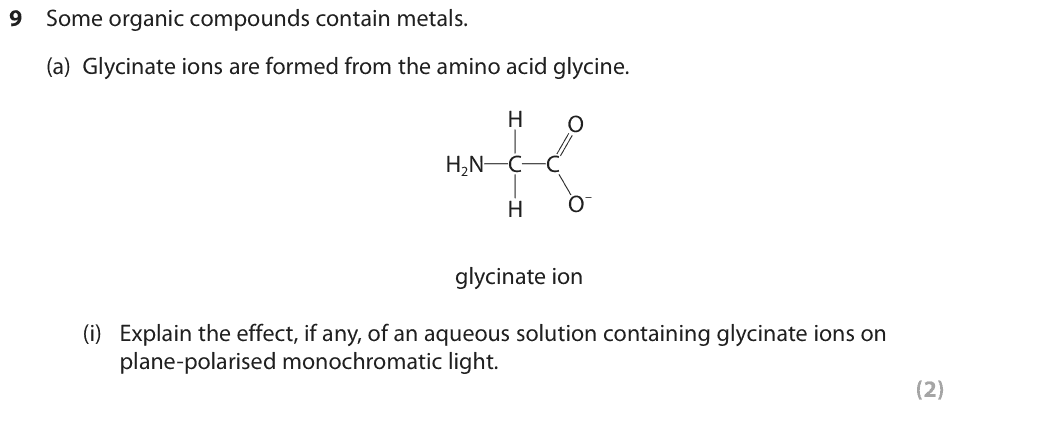 9 Some organic compounds contain metals.
(a) Glycinate ions are formed from the amino acid glycine.
H O
H₂N C C
H O⁻
glycinate ion
(i) Explain the effect, if any, of an aqueous solution containing glycinate ions on
plane-polarised monochromatic light.
(2)